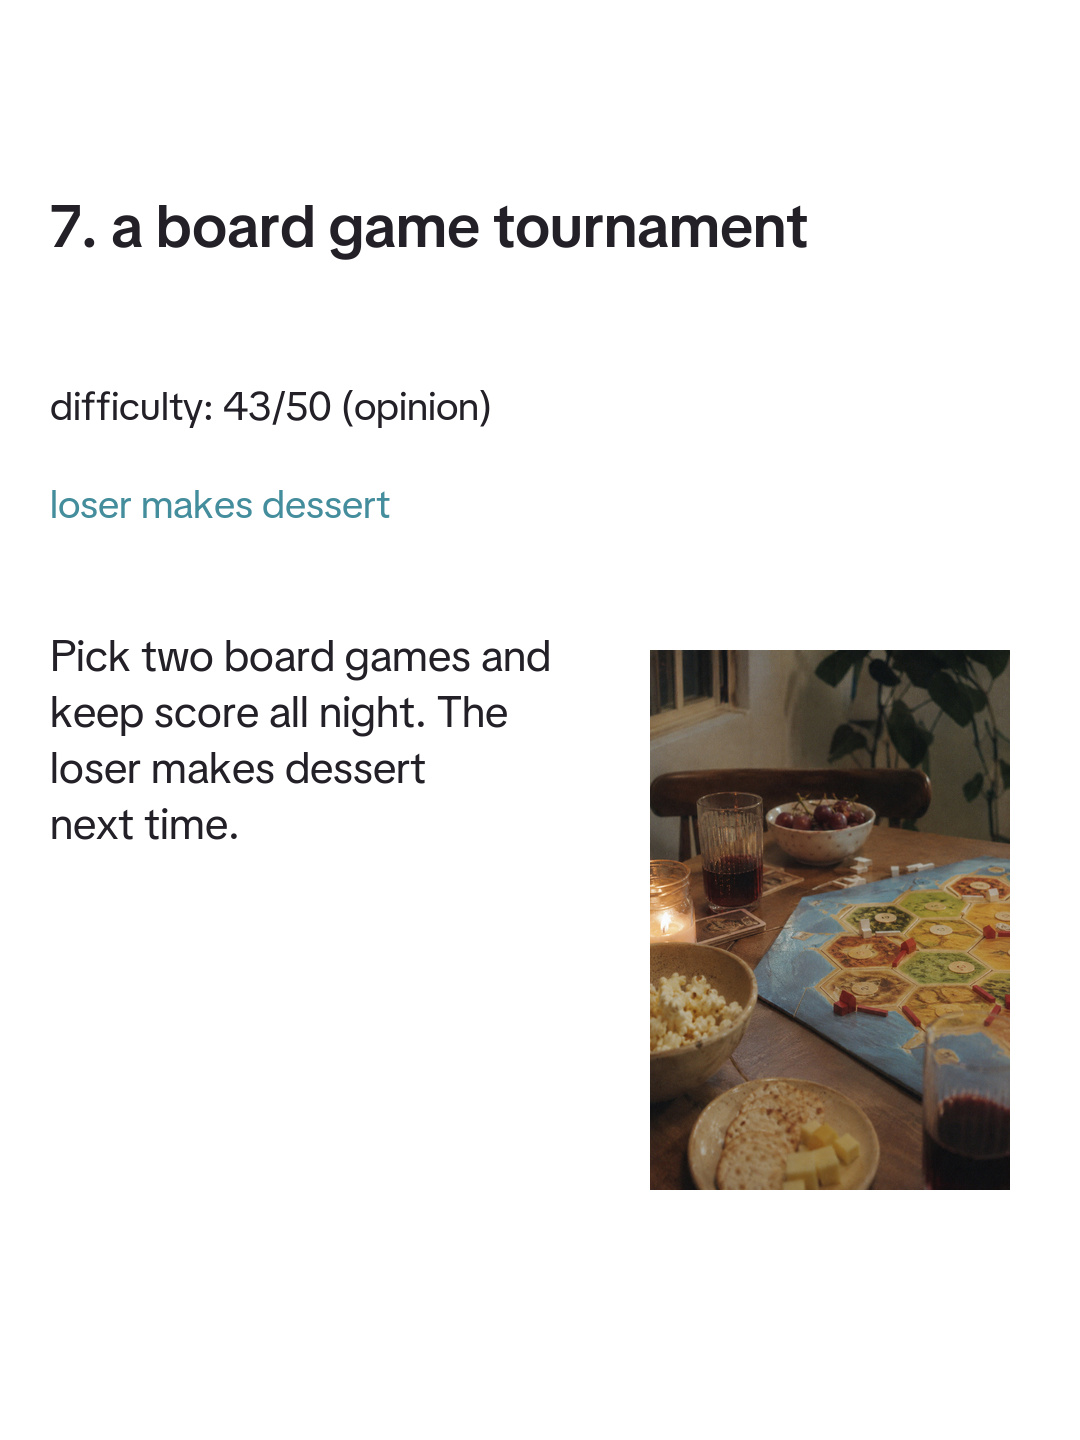 7. a board game tournament
difficulty: 43/50 (opinion)
loser makes dessert
Pick two board games and
keep score all night. The
loser makes dessert
next time.